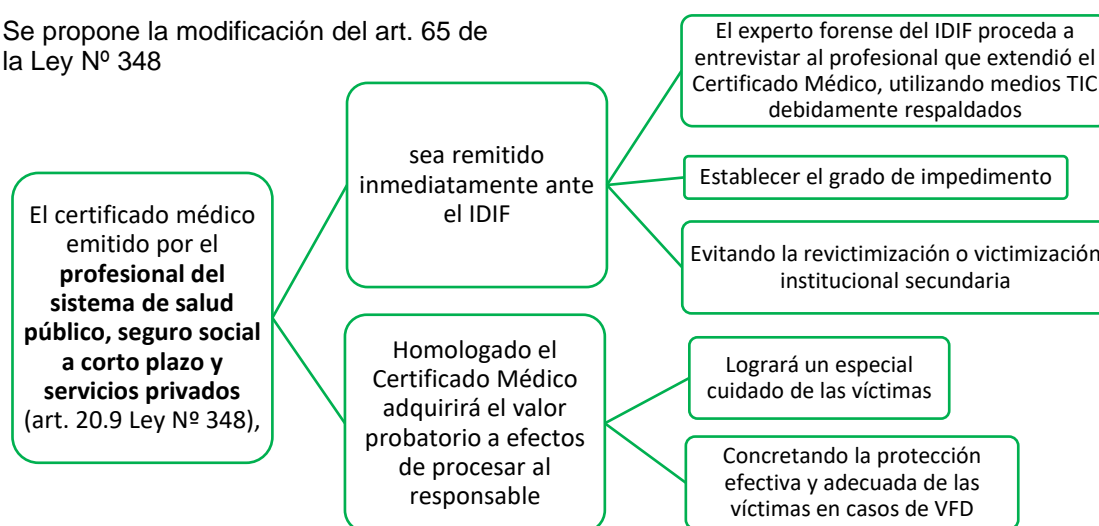 Se propone la modificación del art. 65 de
la Ley Nº 348
El certificado médico
emitido por el
profesional del
sistema de salud
público, seguro social
a corto plazo y
servicios privados
(art. 20.9 Ley Nº 348),
sea remitido
inmediatamente ante
el IDIF
El experto forense del IDIF proceda a
entrevistar al profesional que extendió el
Certificado Médico, utilizando medios TIC
debidamente respaldados
Establecer el grado de impedimento
Evitando la revictimización o victimización
institucional secundaria
Homologado el
Certificado Médico
adquirirá el valor
probatorio a efectos
de procesar al
responsable
Logrará un especial
cuidado de las víctimas
Concretando la protección
efectiva y adecuada de las
víctimas en casos de VFD